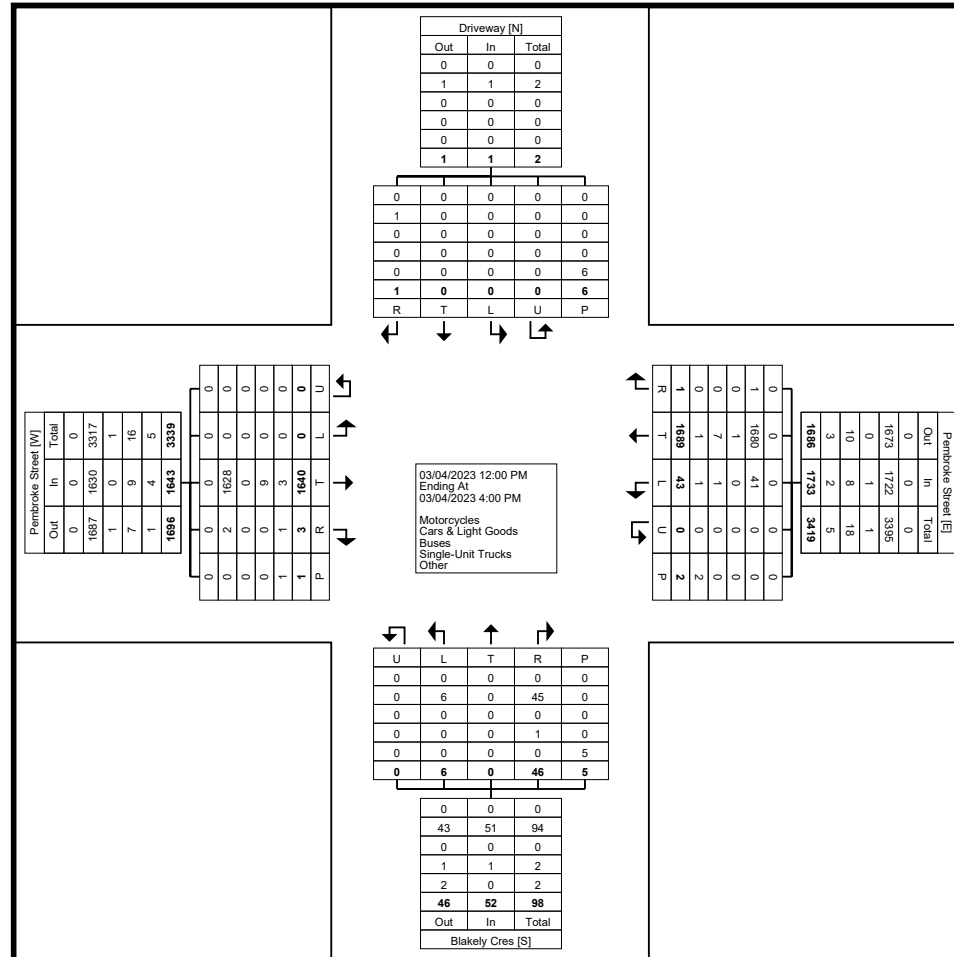 Driveway [N]
Out In Total
0 0 0
1 1 2
0 0 0
0 0 0
0 0 0
1 1 2
0 0 0 0 0
1 0 0 0 0
0 0 0 0 0
0 0 0 0 0
0 0 0 0 6
1 0 0 0 6
R T L U P
Pembroke Street [W]
Out In Total
0 0 0
1687 1630 3317
1 0 1
7 9 16
1 4 5
1696 1643 3339
0 0 0 0 0
0 2 1628 0 0
0 0 0 0 0
0 0 9 0 0
1 1 3 0 0
1 3 1640 0 0
P R T L U
03/04/2023 12:00 PM
Ending At
03/04/2023 4:00 PM
Motorcycles
Cars & Light Goods
Buses
Single-Unit Trucks
Other
Pembroke Street [E]
Out In Total
0 0 0
1673 1722 3395
0 1 1
10 8 18
3 2 5
1686 1733 3419
0 0 0 0 0
1 1680 41 0 0
0 1 0 0 0
0 7 1 0 0
0 1 1 0 2
1 1689 43 0 2
R T L U P
U L T R P
0 0 0 0 0
0 6 0 45 0
0 0 0 0 0
0 0 0 1 0
0 0 0 0 5
0 6 0 46 5
0 0 0
43 51 94
0 0 0
1 1 2
2 0 2
46 52 98
Out In Total
Blakely Cres [S]